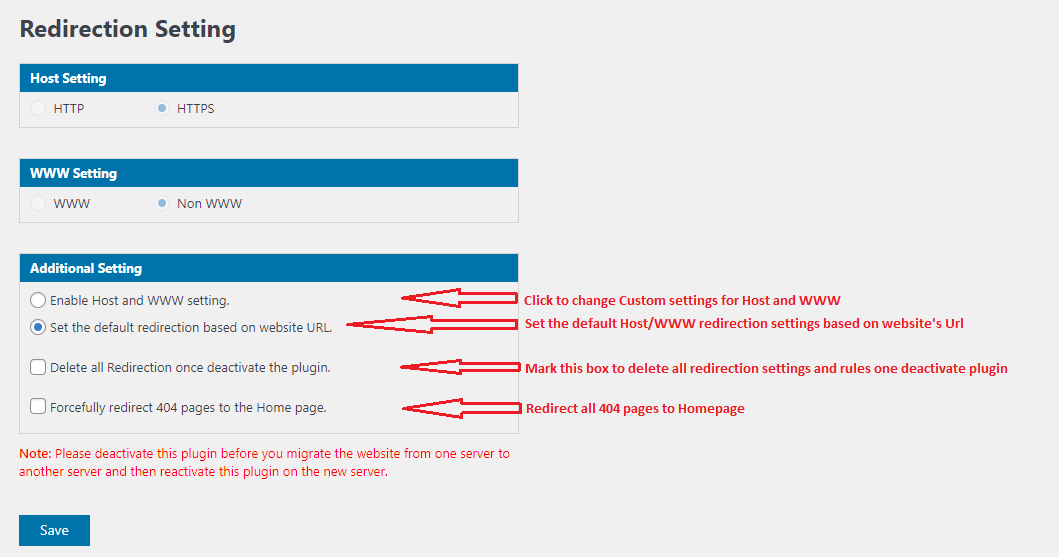 Redirection Setting
Host Setting
HTTP HTTPS
WWW Setting
WWW Non WWW
Additional Setting
Enable Host and WWW setting. Click to change Custom settings for Host and WWW
Set the default redirection based on website URL. Set the default Host/WWW redirection settings based on website's Url
Delete all Redirection once deactivate the plugin. Mark this box to delete all redirection settings and rules one deactivate plugin
Forcefully redirect 404 pages to the Home page. Redirect all 404 pages to Homepage
Note: Please deactivate this plugin before you migrate the website from one server to
another server and then reactivate this plugin on the new server.
Save